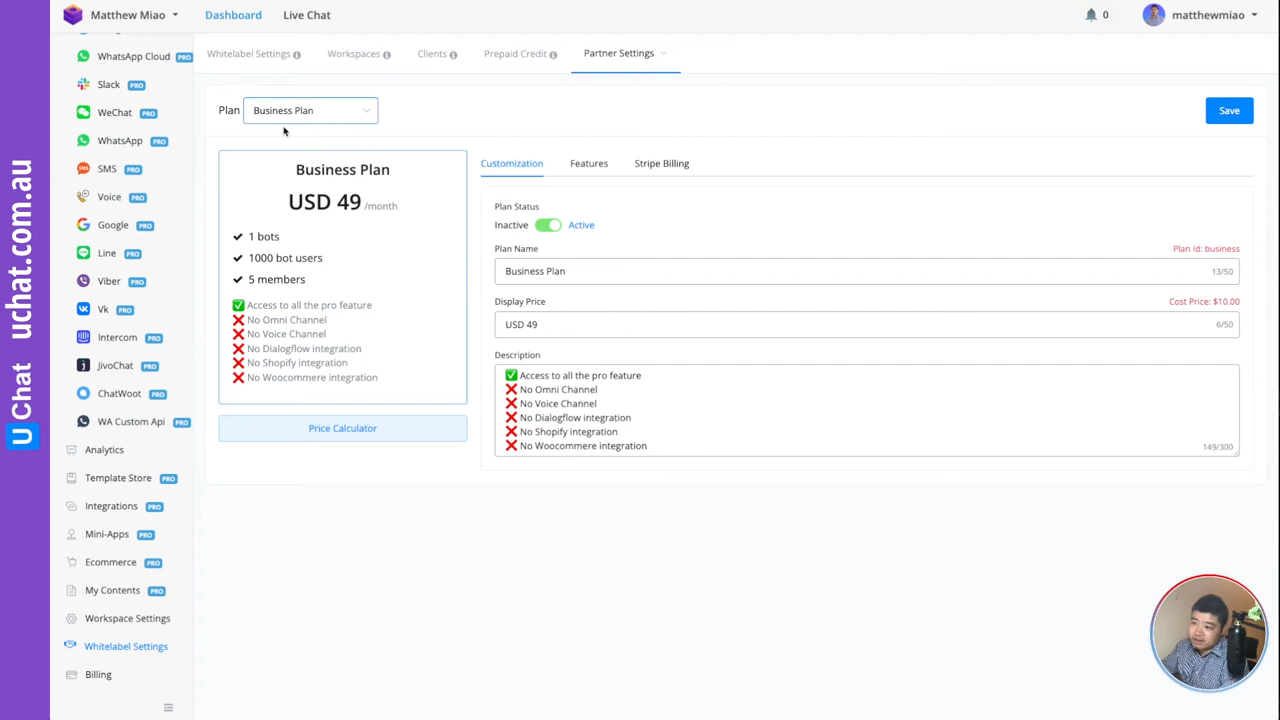 uchat.com.au
U Chat
Matthew Miao
Dashboard
Live Chat
0
matthewmiao
WhatsApp Cloud PRO
Slack PRO
WeChat PRO
WhatsApp PRO
SMS PRO
Voice PRO
Google PRO
Line PRO
Viber PRO
Vk PRO
Intercom PRO
JivoChat PRO
ChatWoot PRO
WA Custom Api PRO
Analytics
Template Store PRO
Integrations PRO
Mini-Apps PRO
Ecommerce PRO
My Contents PRO
Workspace Settings
Whitelabel Settings
Billing
Whitelabel Settings
Workspaces
Clients
Prepaid Credit
Partner Settings
Plan
Business Plan
Save
Business Plan
USD 49 /month
1 bots
1000 bot users
5 members
✅ Access to all the pro feature
❌ No Omni Channel
❌ No Voice Channel
❌ No Dialogflow integration
❌ No Shopify integration
❌ No Woocommere integration
Price Calculator
Customization
Features
Stripe Billing
Plan Status
Inactive
Active
Plan Name
Plan Id: business
Business Plan
13/50
Display Price
Cost Price: $10.00
USD 49
6/50
Description
✅ Access to all the pro feature
❌ No Omni Channel
❌ No Voice Channel
❌ No Dialogflow integration
❌ No Shopify integration
❌ No Woocommere integration
149/300